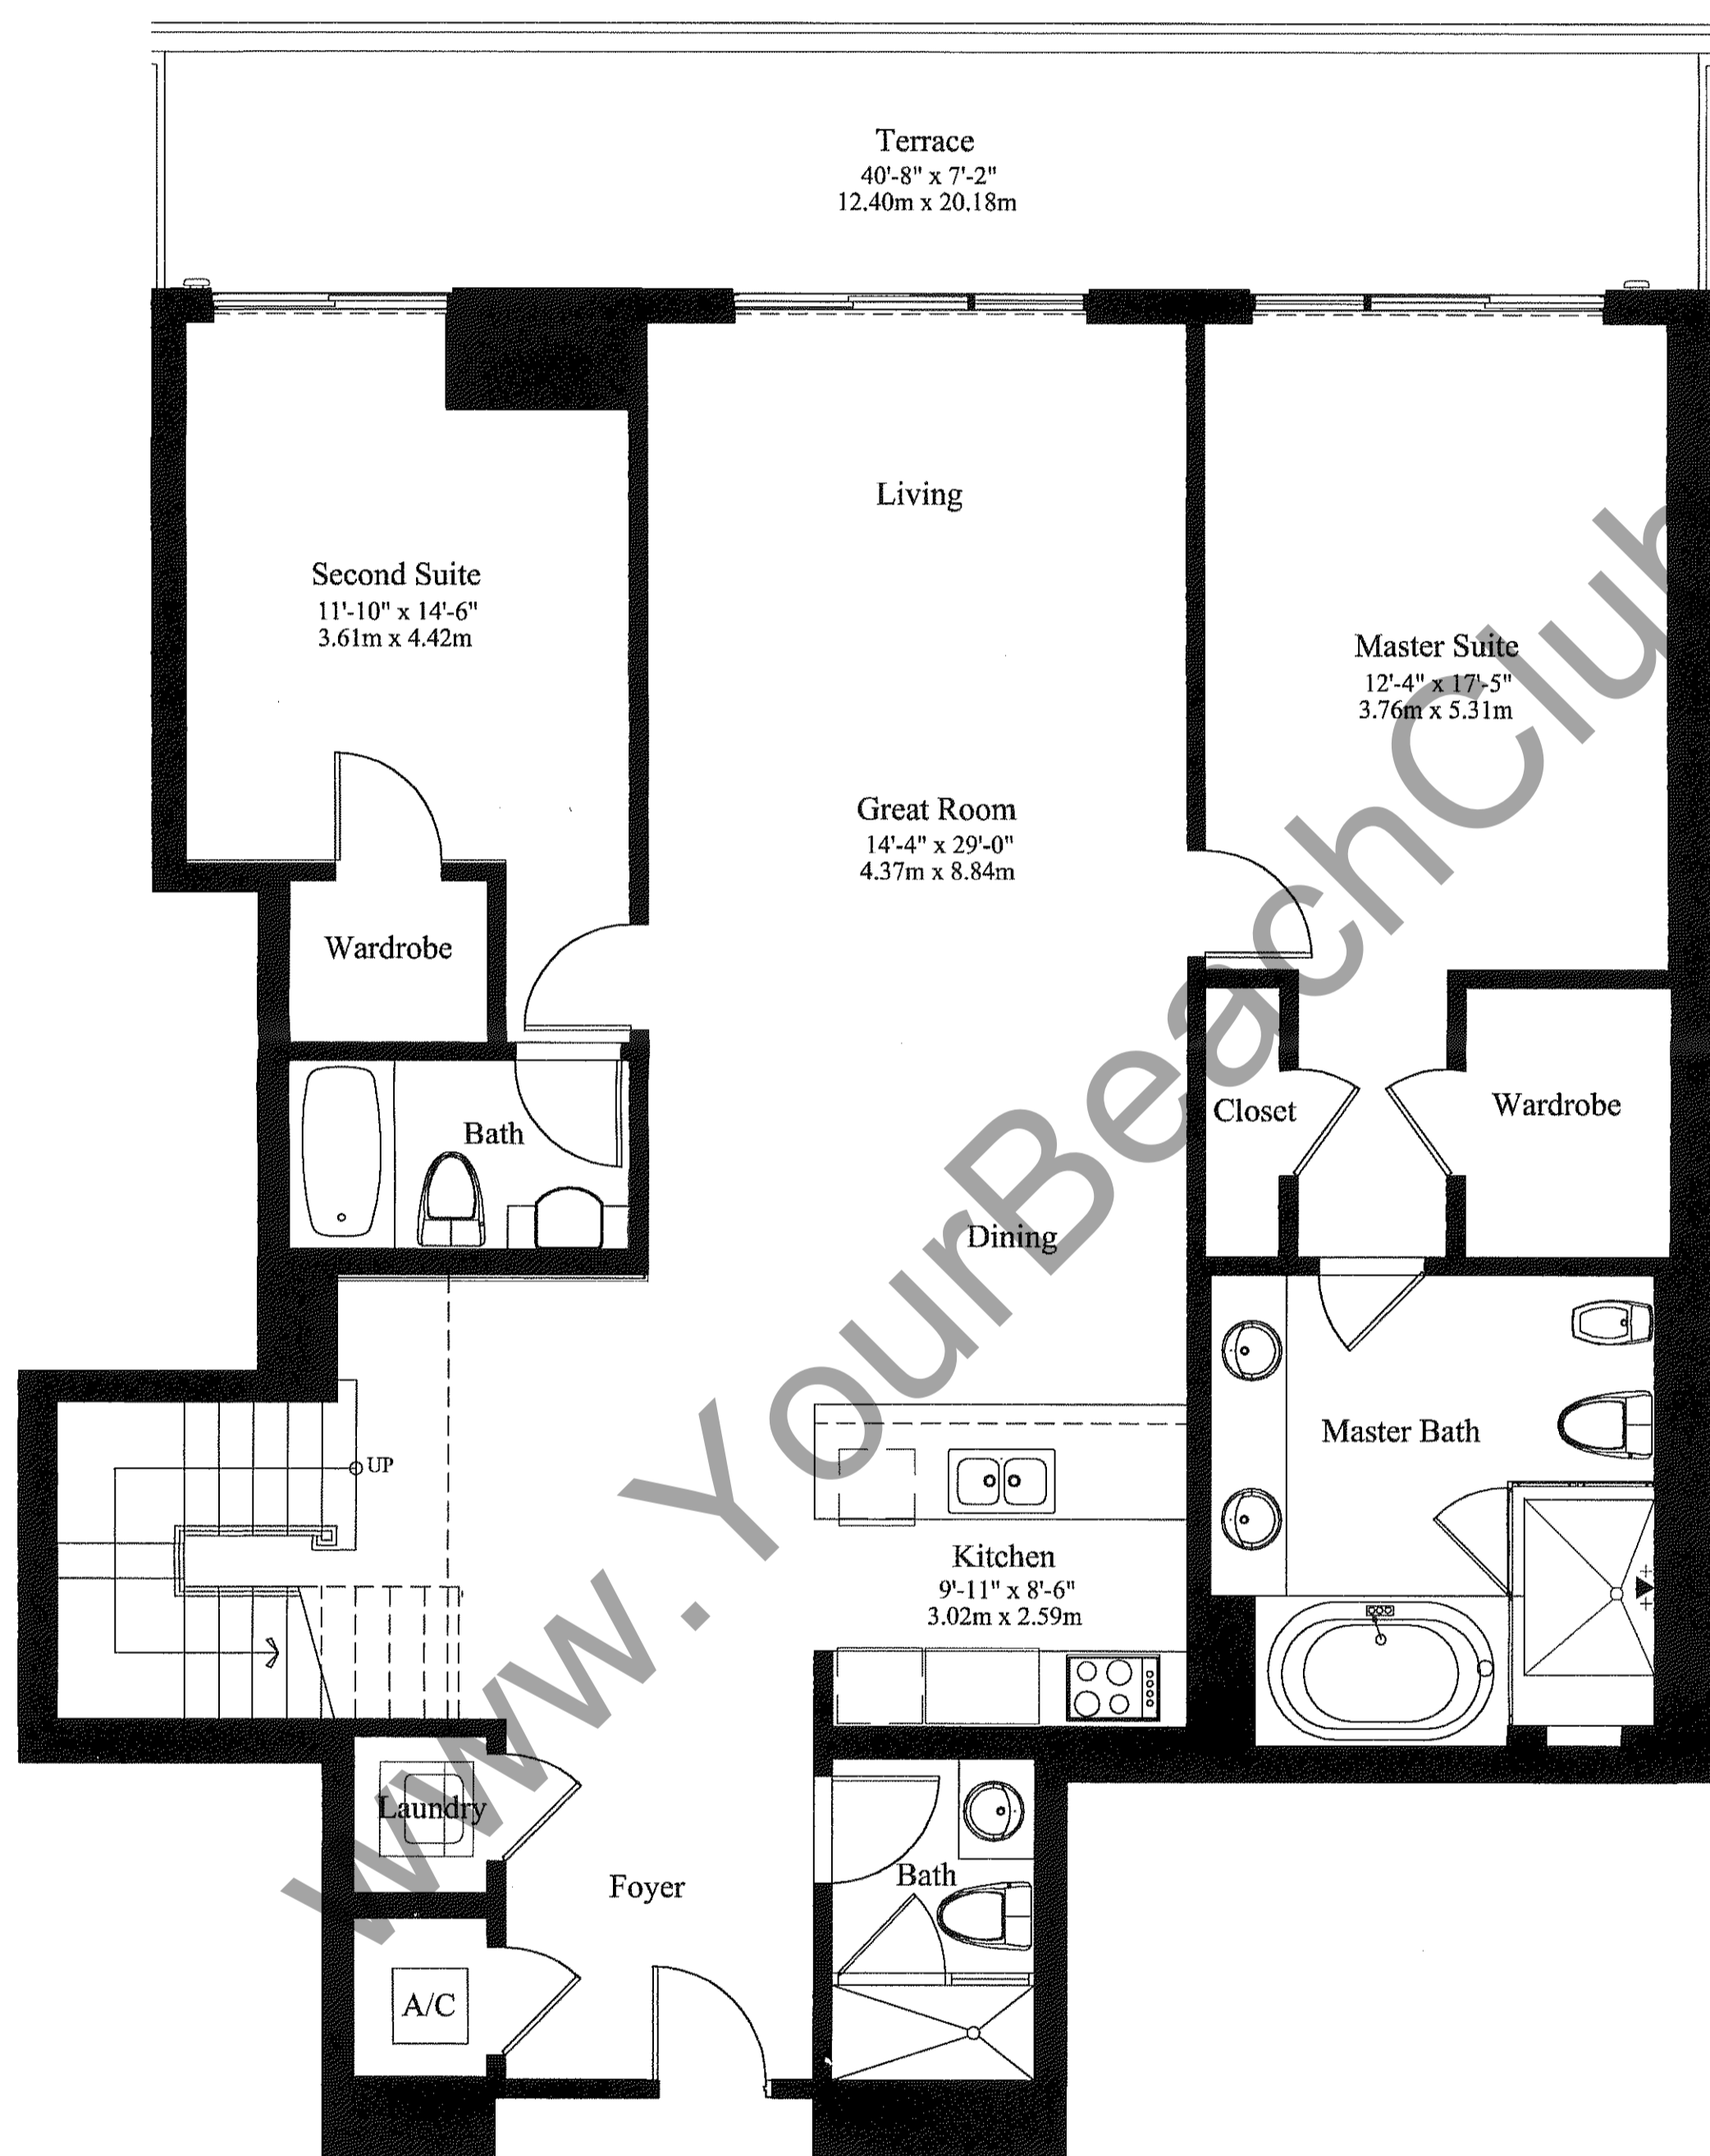 Terrace
40'-8" x 7'-2"
12.40m x 20.18m
Living
Second Suite
11'-10" x 14'-6"
3.61m x 4.42m
Master Suite
12'-4" x 17'-5"
3.76m x 5.31m
Great Room
14'-4" x 29'-0"
4.37m x 8.84m
Wardrobe
Closet
Wardrobe
Bath
Dining
Master Bath
UP
Kitchen
9'-11" x 8'-6"
3.02m x 2.59m
Laundry
Bath
Foyer
A/C
www.YourBeachClub